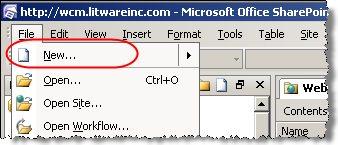 http://wcm.litwareinc.com - Microsoft Office SharePoin
File Edit View Insert Format Tools Table
New...
Open... Ctrl+O
Open Site...
Open Workflow...
Web
Contents
Name